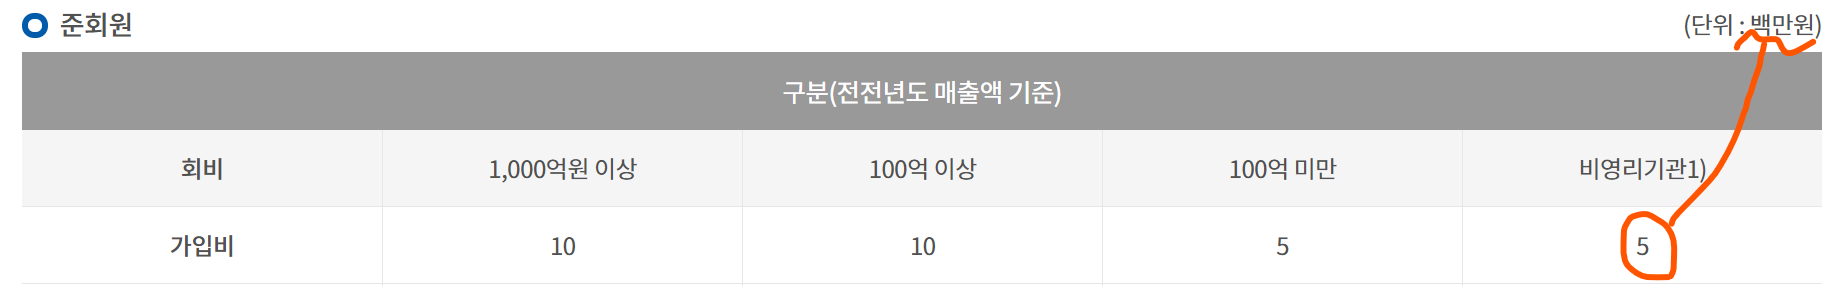 준회원
(단위 : 백만원)
구분(전전년도 매출액 기준)
회비 1,000억원 이상 100억 이상 100억 미만 비영리기관1)
가입비 10 10 5 5